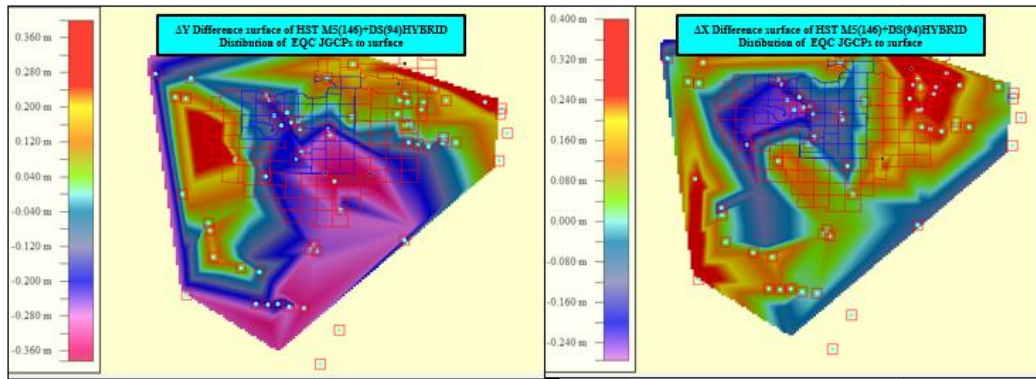 ΔY Difference surface of HST M5(146)+DS(94)HYBRID
Disribution of EQC JGCPs to surface
0.360 m
0.280 m
0.200 m
0.120 m
0.040 m
-0.040 m
-0.120 m
-0.200 m
-0.280 m
-0.360 m
ΔX Difference surface of HST M5(146)+DS(94)HYBRID
Disribution of EQC JGCPs to surface
0.400 m
0.320 m
0.240 m
0.160 m
0.080 m
0.000 m
-0.080 m
-0.160 m
-0.240 m